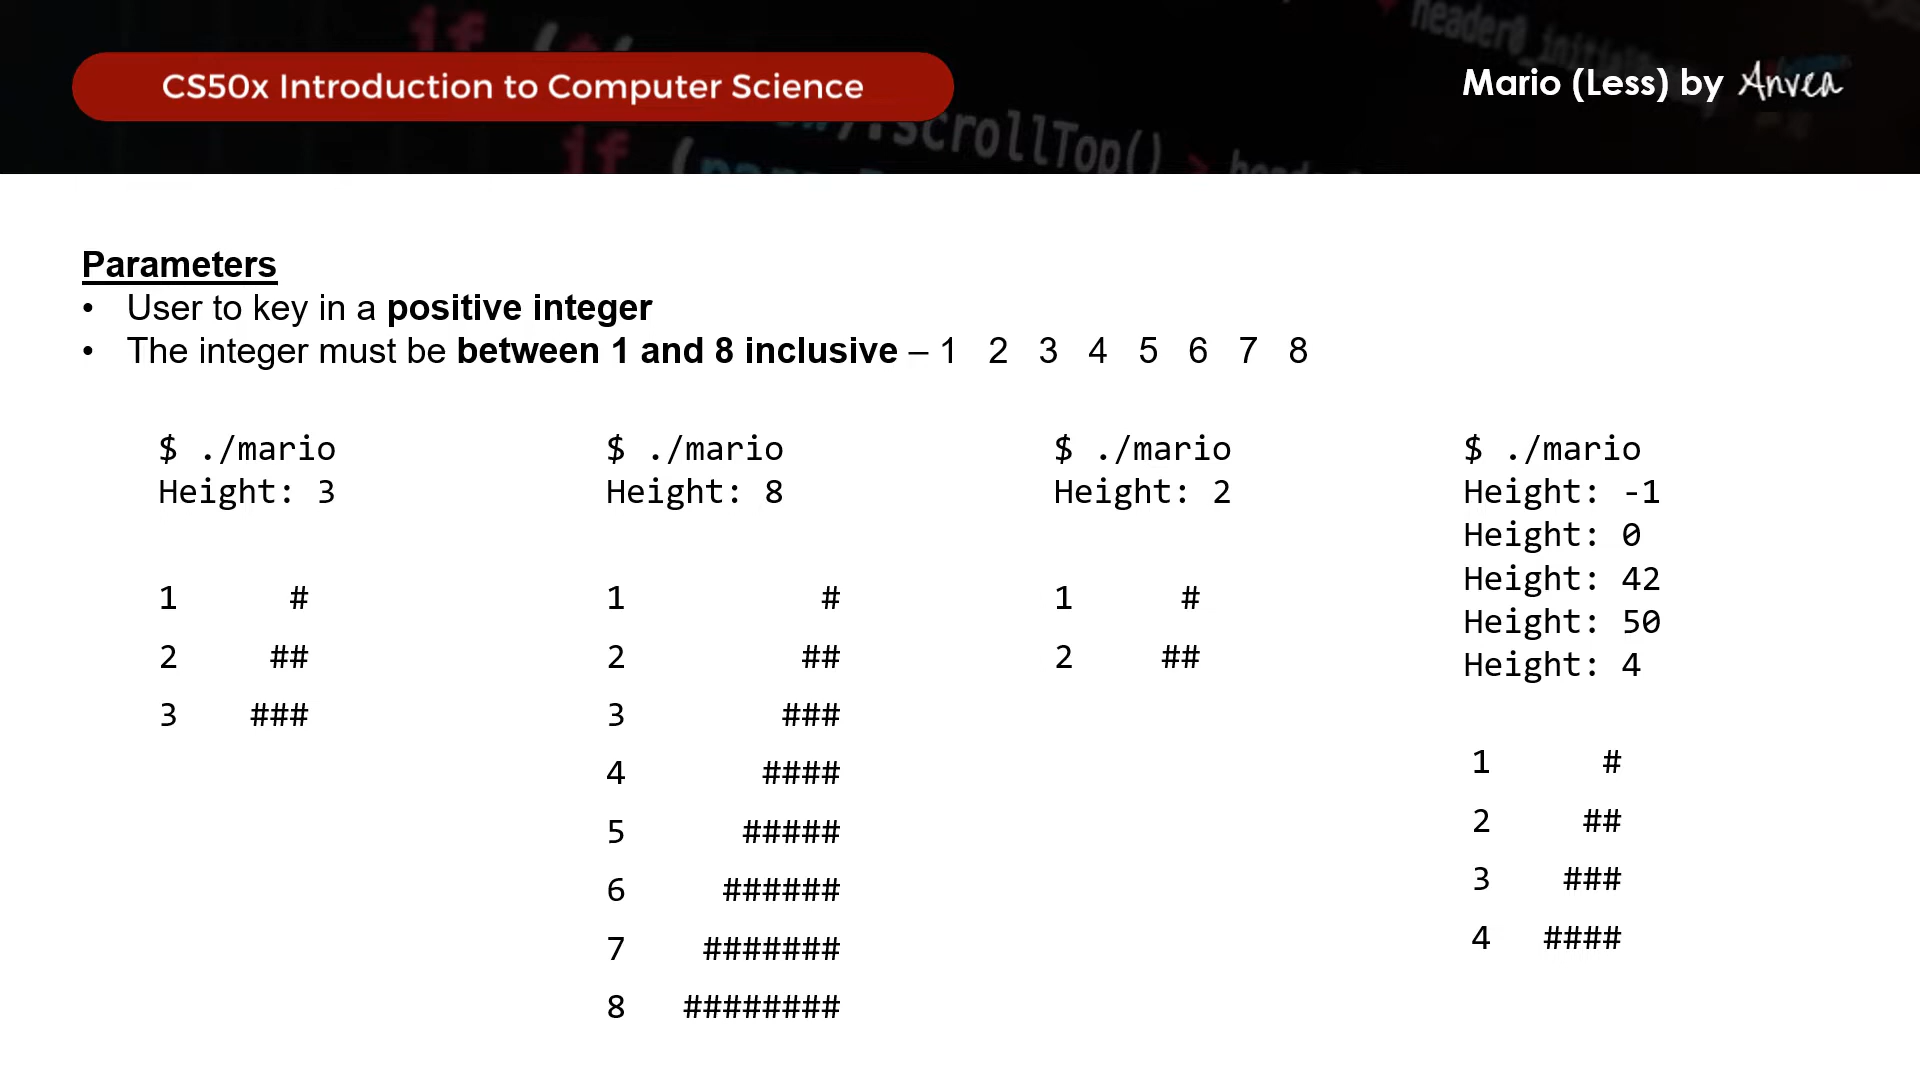 if (
CS50x Introduction to Computer Science
Mario (Less) by Anvea
.scrollTop() >
if (
Parameters
• User to key in a positive integer
• The integer must be between 1 and 8 inclusive – 1 2 3 4 5 6 7 8
$ ./mario
Height: 3
1 #
2 ##
3 ###
$ ./mario
Height: 8
1 #
2 ##
3 ###
4 ####
5 #####
6 ######
7 #######
8 ########
$ ./mario
Height: 2
1 #
2 ##
$ ./mario
Height: -1
Height: 0
Height: 42
Height: 50
Height: 4
1 #
2 ##
3 ###
4 ####